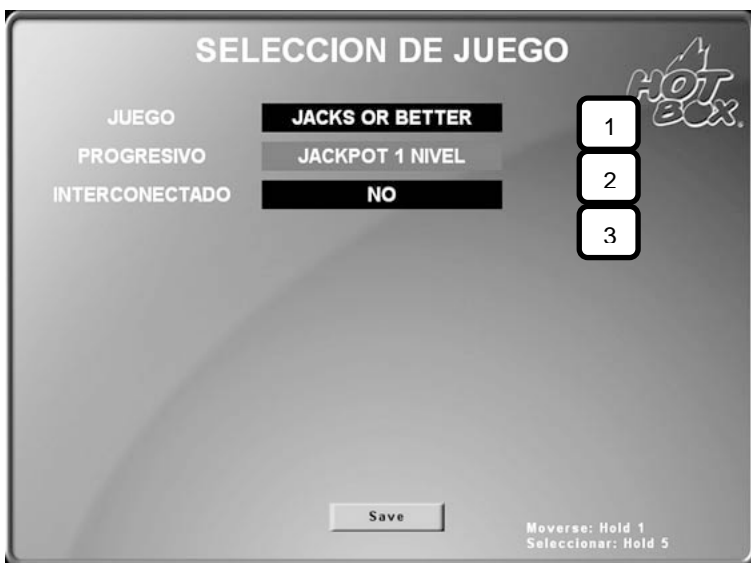 SELECCION DE JUEGO
HOT
BOX.
JUEGO JACKS OR BETTER 1
PROGRESIVO JACKPOT 1 NIVEL 2
INTERCONECTADO NO 3
Save
Moverse: Hold 1
Seleccionar: Hold 5